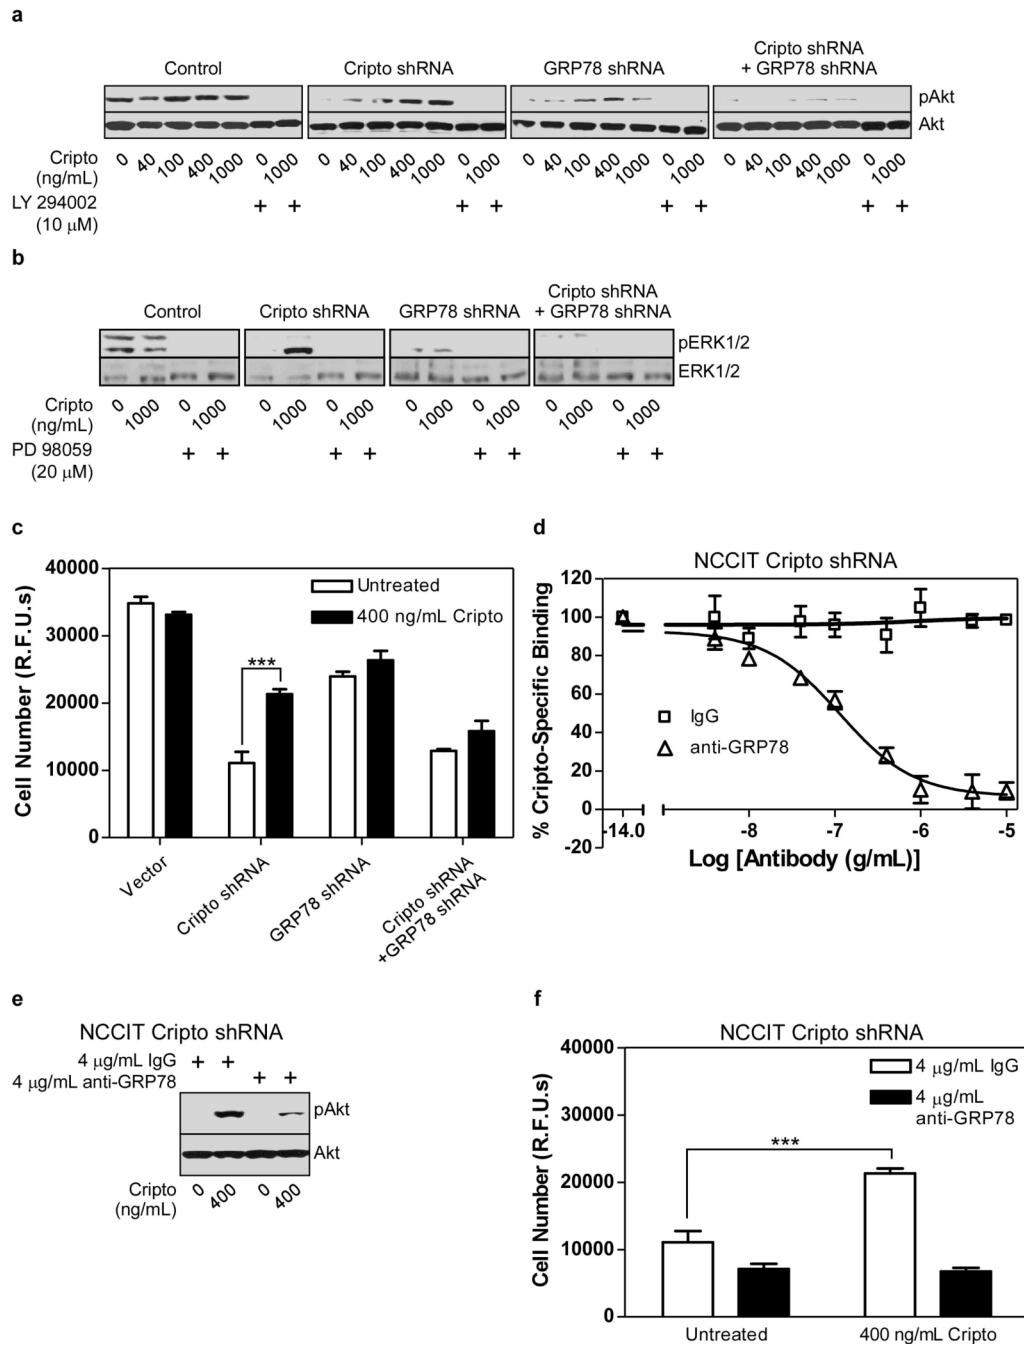 a
Control
Cripto shRNA
GRP78 shRNA
Cripto shRNA
+ GRP78 shRNA
pAkt
Akt
Cripto
(ng/mL)
0 40 100 400 1000 0 1000
0 40 100 400 1000 0 1000
0 40 100 400 1000 0 1000
0 40 100 400 1000 0 1000
LY 294002
(10 μM)
+ + + + + + + +
b
Control
Cripto shRNA
GRP78 shRNA
Cripto shRNA
+ GRP78 shRNA
pERK1/2
ERK1/2
Cripto
(ng/mL)
0 1000 0 1000
0 1000 0 1000
0 1000 0 1000
0 1000 0 1000
PD 98059
(20 μM)
+ + + + + + + +
c
Cell Number (R.F.U.s)
40000
30000
20000
10000
0
Untreated
400 ng/mL Cripto
***
Vector
Cripto shRNA
GRP78 shRNA
Cripto shRNA
+GRP78 shRNA
d
NCCIT Cripto shRNA
% Cripto-Specific Binding
120
100
80
60
40
20
0
-20
IgG
anti-GRP78
-14.0 -8 -7 -6 -5
Log [Antibody (g/mL)]
e
NCCIT Cripto shRNA
4 μg/mL IgG + +
4 μg/mL anti-GRP78 + +
pAkt
Akt
Cripto
(ng/mL)
0 400 0 400
f
NCCIT Cripto shRNA
Cell Number (R.F.U.s)
40000
30000
20000
10000
0
4 μg/mL IgG
4 μg/mL
anti-GRP78
***
Untreated
400 ng/mL Cripto